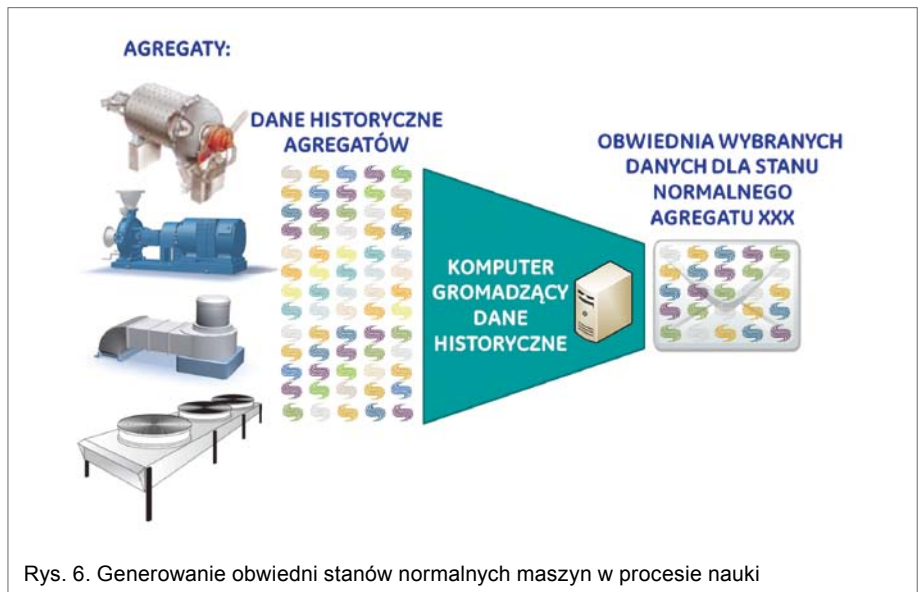 AGREGATY:
DANE HISTORYCZNE
AGREGATÓW
KOMPUTER
GROMADZĄCY
DANE
HISTORYCZNE
OBWIEDNIA WYBRANYCH
DANYCH DLA STANU
NORMALNEGO
AGREGATU XXX
Rys. 6. Generowanie obwiedni stanów normalnych maszyn w procesie nauki